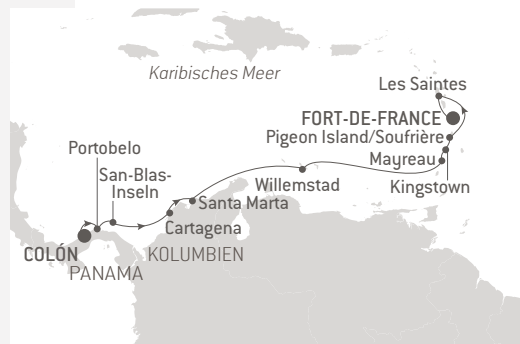 Karibisches Meer
Les Saintes
FORT-DE-FRANCE
Pigeon Island/Soufrière
Portobelo
Mayreau
San-Blas-
Inseln
Willemstad
Kingstown
Santa Marta
Cartagena
COLÓN
KOLUMBIEN
PANAMA